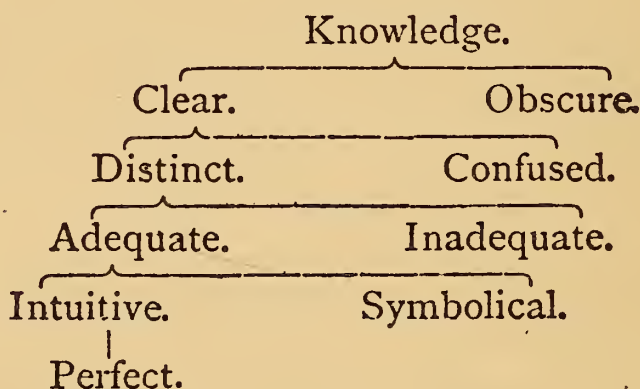 Knowledge.
Clear. Obscure.
Distinct. Confused.
Adequate. Inadequate.
Intuitive. Symbolical.
Perfect.